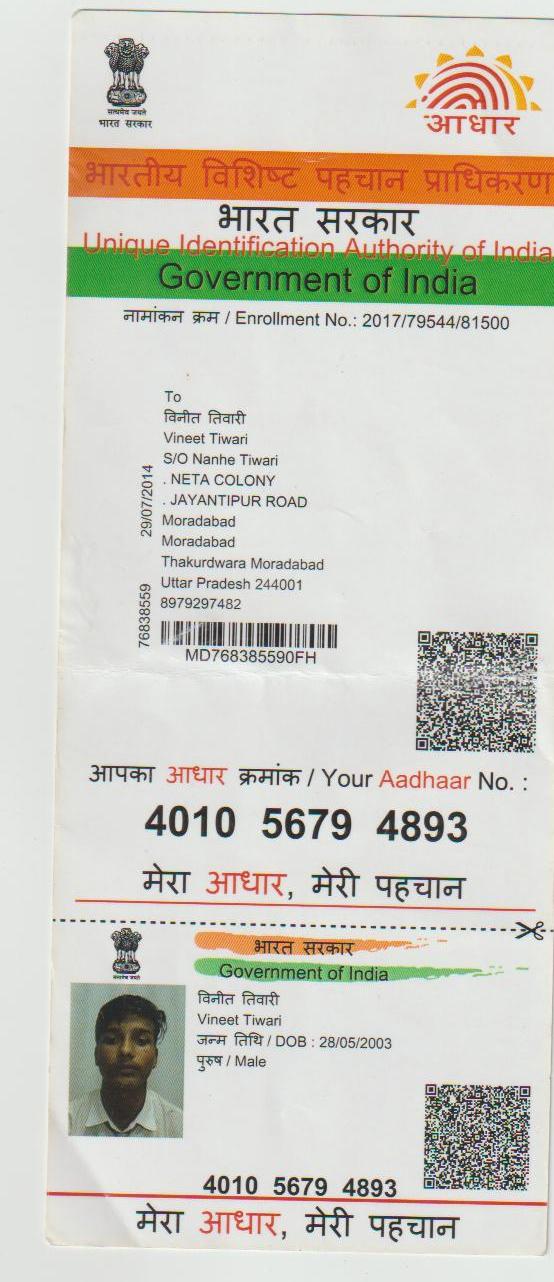 सत्यमेव जयते
भारत सरकार
आधार
भारतीय विशिष्ट पहचान प्राधिकरण
भारत सरकार
Unique Identification Authority of India
Government of India
नामांकन क्रम / Enrollment No.: 2017/79544/81500
To
विनीत तिवारी
Vineet Tiwari
S/O Nanhe Tiwari
. NETA COLONY
. JAYANTIPUR ROAD
Moradabad
Moradabad
Thakurdwara Moradabad
Uttar Pradesh 244001
8979297482
29/07/2014
76838559
MD768385590FH
आपका आधार क्रमांक / Your Aadhaar No. :
4010 5679 4893
मेरा आधार, मेरी पहचान
सत्यमेव जयते
भारत सरकार
Government of India
विनीत तिवारी
Vineet Tiwari
जन्म तिथि / DOB : 28/05/2003
पुरुष / Male
4010 5679 4893
मेरा आधार, मेरी पहचान